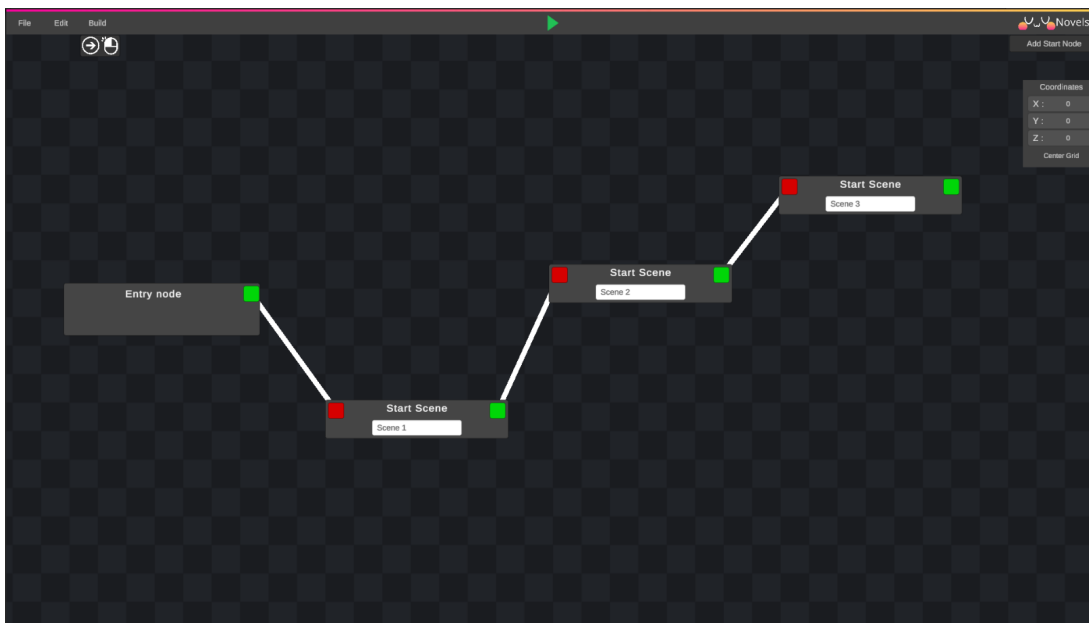 File Edit Build
Novels
Add Start Node
Coordinates
X : 0
Y : 0
Z : 0
Center Grid
Start Scene
Scene 3
Start Scene
Scene 2
Entry node
Start Scene
Scene 1